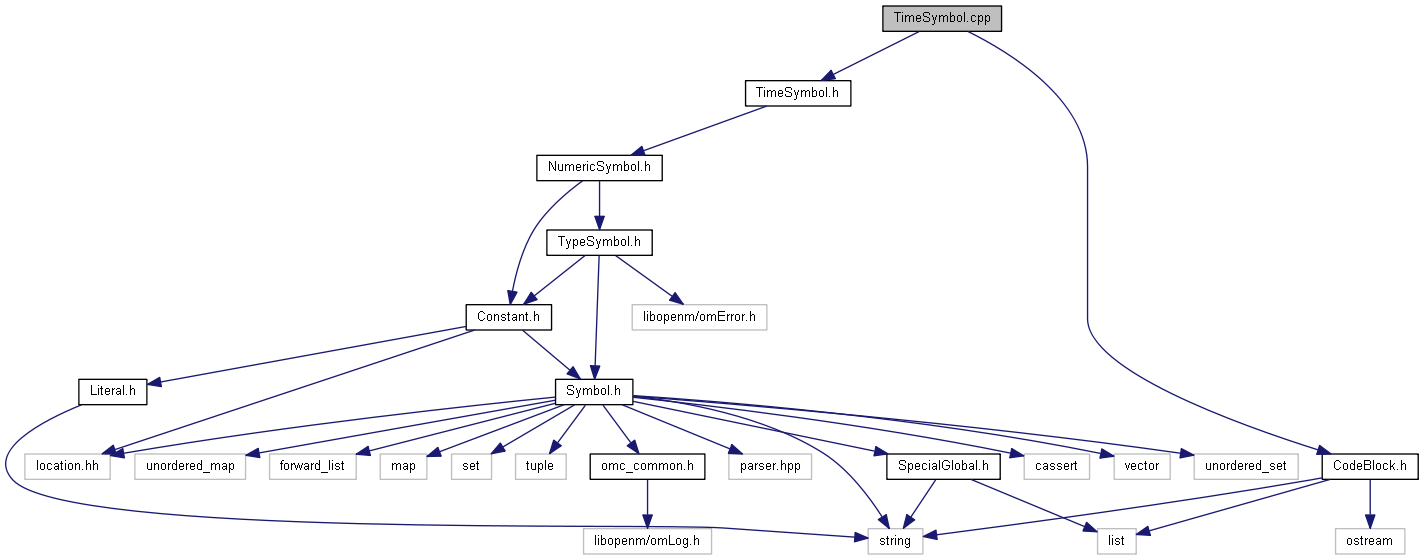 TimeSymbol.cpp
TimeSymbol.h
NumericSymbol.h
TypeSymbol.h
Constant.h
libopenm/omError.h
Literal.h
Symbol.h
location.hh
unordered_map
forward_list
map
set
tuple
omc_common.h
parser.hpp
SpecialGlobal.h
cassert
vector
unordered_set
CodeBlock.h
libopenm/omLog.h
string
list
ostream